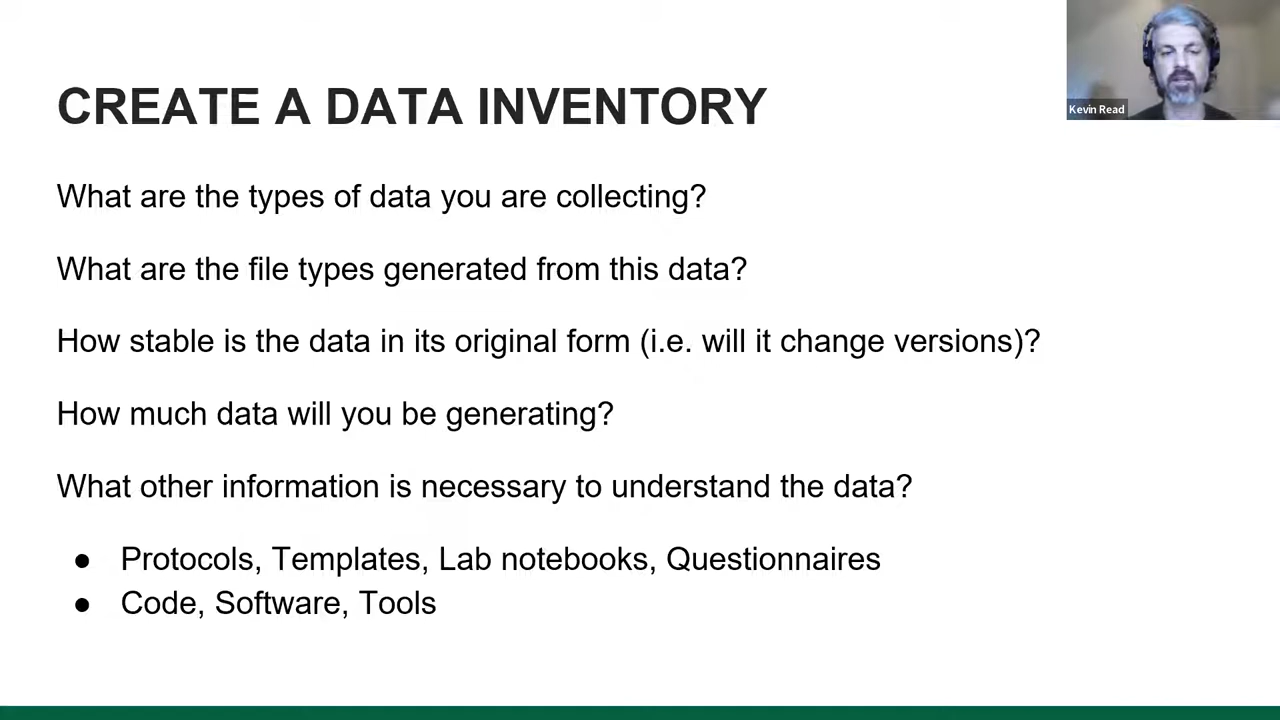 CREATE A DATA INVENTORY
Kevin Read
What are the types of data you are collecting?
What are the file types generated from this data?
How stable is the data in its original form (i.e. will it change versions)?
How much data will you be generating?
What other information is necessary to understand the data?
● Protocols, Templates, Lab notebooks, Questionnaires
● Code, Software, Tools